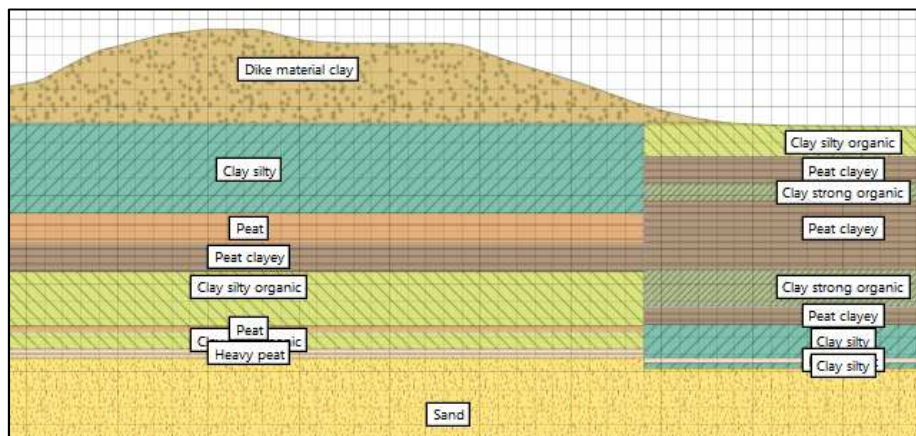 Dike material clay
Clay silty organic
Clay silty
Peat clayey
Clay strong organic
Peat
Peat clayey
Peat clayey
Clay silty organic
Clay strong organic
Peat
Peat clayey
Clay silty
Heavy peat
Clay silty
Sand